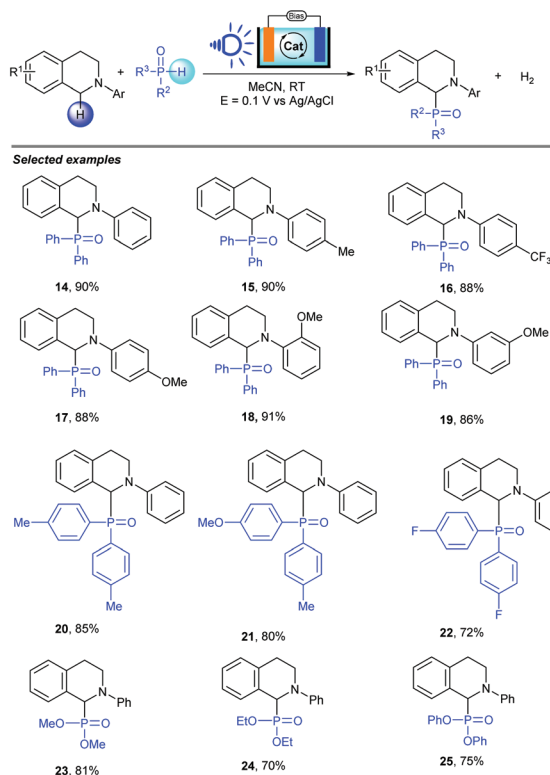 Bias
Cat
R¹
N
Ar
H
+
O
R³
P
H
R²
MeCN, RT
E = 0.1 V vs Ag/AgCl
R¹
N
Ar
R²
P
O
R³
+
H₂
Selected examples
N
Ph
P
O
Ph
14, 90%
N
Me
Ph
P
O
Ph
15, 90%
N
CF₃
Ph
P
O
Ph
16, 88%
N
OMe
Ph
P
O
Ph
17, 88%
OMe
N
Ph
P
O
Ph
18, 91%
OMe
N
Ph
P
O
Ph
19, 86%
N
Me
P
O
Me
20, 85%
N
MeO
P
O
Me
21, 80%
N
F
P
O
F
22, 72%
N
Ph
MeO
P
O
OMe
23, 81%
N
Ph
EtO
P
O
OEt
24, 70%
N
Ph
PhO
P
O
OPh
25, 75%